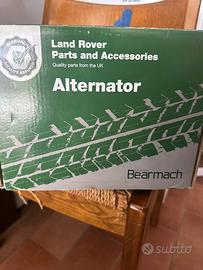 Land Rover
Parts and Accessories
Quality parts from the UK
Alternator
Bearmach
subito